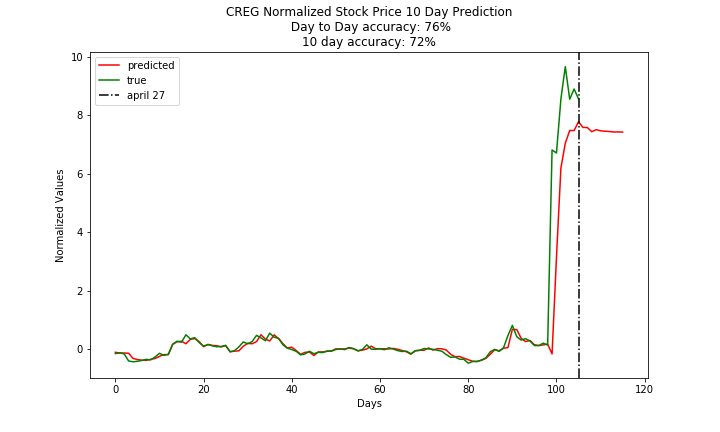 CREG Normalized Stock Price 10 Day Prediction
Day to Day accuracy: 76%
10 day accuracy: 72%
predicted
true
april 27
Normalized Values
10
8
6
4
2
0
0 20 40 60 80 100 120
Days